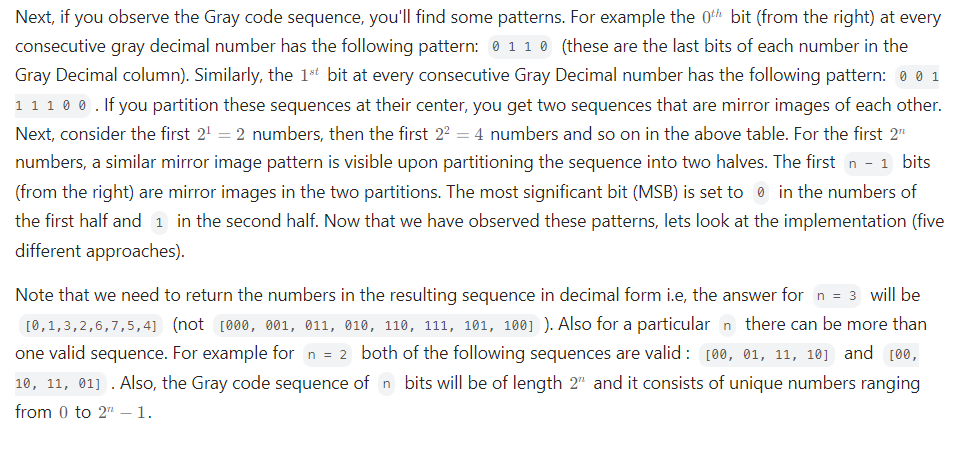 Next, if you observe the Gray code sequence, you'll find some patterns. For example the 0th bit (from the right) at every
consecutive gray decimal number has the following pattern: 0 1 1 0 (these are the last bits of each number in the
Gray Decimal column). Similarly, the 1st bit at every consecutive Gray Decimal number has the following pattern: 0 0 1
1 1 1 0 0 . If you partition these sequences at their center, you get two sequences that are mirror images of each other.
Next, consider the first 2¹ = 2 numbers, then the first 2² = 4 numbers and so on in the above table. For the first 2ⁿ
numbers, a similar mirror image pattern is visible upon partitioning the sequence into two halves. The first n - 1 bits
(from the right) are mirror images in the two partitions. The most significant bit (MSB) is set to 0 in the numbers of
the first half and 1 in the second half. Now that we have observed these patterns, lets look at the implementation (five
different approaches).
Note that we need to return the numbers in the resulting sequence in decimal form i.e, the answer for n = 3 will be
[0,1,3,2,6,7,5,4] (not [000, 001, 011, 010, 110, 111, 101, 100] ). Also for a particular n there can be more than
one valid sequence. For example for n = 2 both of the following sequences are valid : [00, 01, 11, 10] and [00,
10, 11, 01] . Also, the Gray code sequence of n bits will be of length 2ⁿ and it consists of unique numbers ranging
from 0 to 2ⁿ − 1.